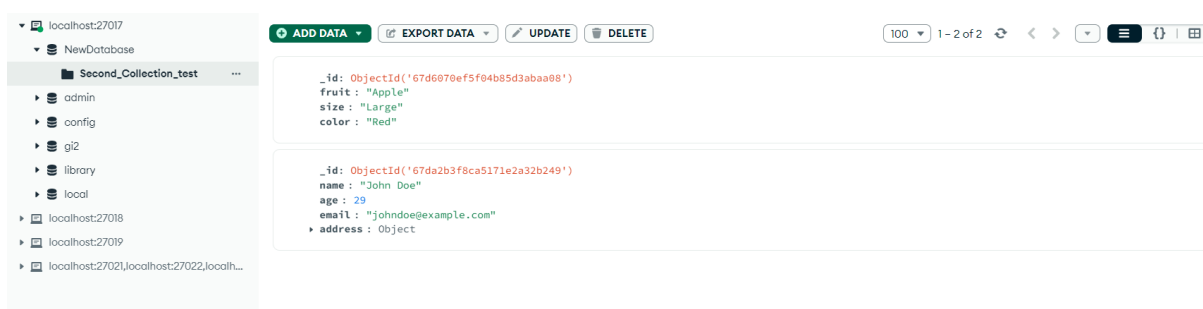 localhost:27017
NewDatabase
Second_Collection_test ...
admin
config
gi2
library
local
localhost:27018
localhost:27019
localhost:27021,localhost:27022,localh...
ADD DATA EXPORT DATA UPDATE DELETE 100 1 – 2 of 2 {}
_id: ObjectId('67d6070ef5f04b85d3abaa08')
fruit : "Apple"
size : "Large"
color : "Red"
_id: ObjectId('67da2b3f8ca5171e2a32b249')
name : "John Doe"
age : 29
email : "johndoe@example.com"
address : Object